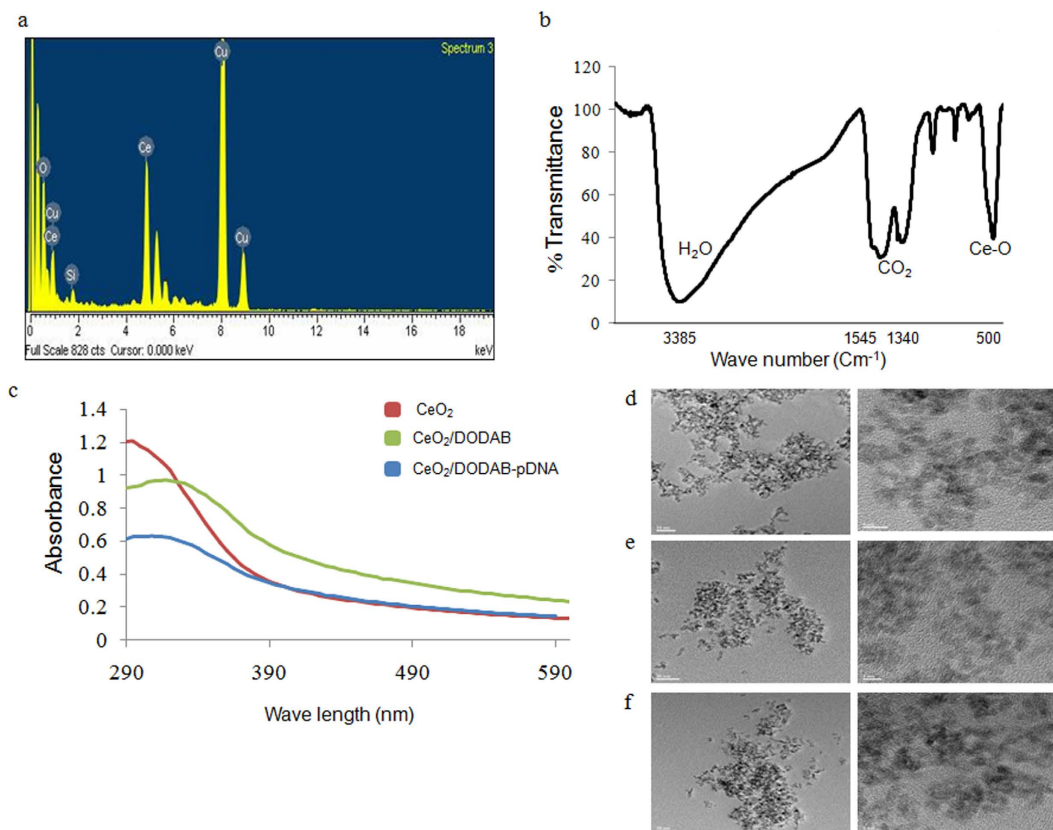 a
Spectrum 3
Cu
Ce
O
Cu
Ce
Si
Cu
0 2 4 6 8 10 12 14 16 18
Full Scale 828 cts Cursor: 0.000 keV keV
b
% Transmittance
120
100
80
60
40
20
0
H₂O
CO₂
Ce-O
3385 1545 1340 500
Wave number (Cm⁻¹)
c
Absorbance
1.4
1.2
1
0.8
0.6
0.4
0.2
0
CeO₂
CeO₂/DODAB
CeO₂/DODAB-pDNA
290 390 490 590
Wave length (nm)
d
e
f